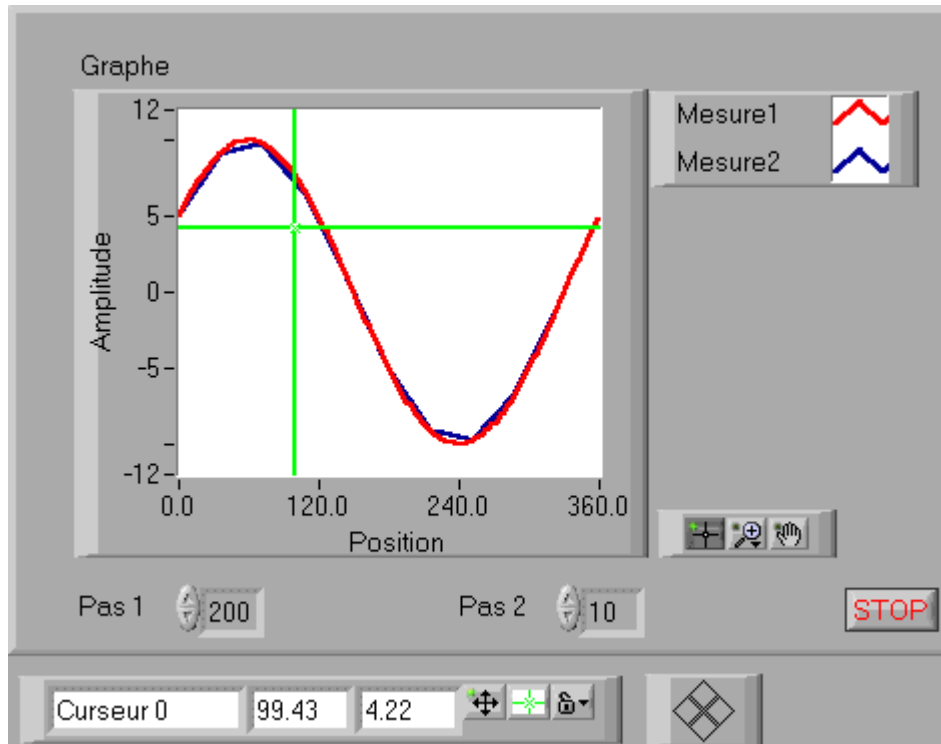 Graphe
Mesure1
Mesure2
12
5
0
-5
-12
Amplitude
0.0 120.0 240.0 360.0
Position
Pas 1 200 Pas 2 10 STOP
Curseur 0 99.43 4.22